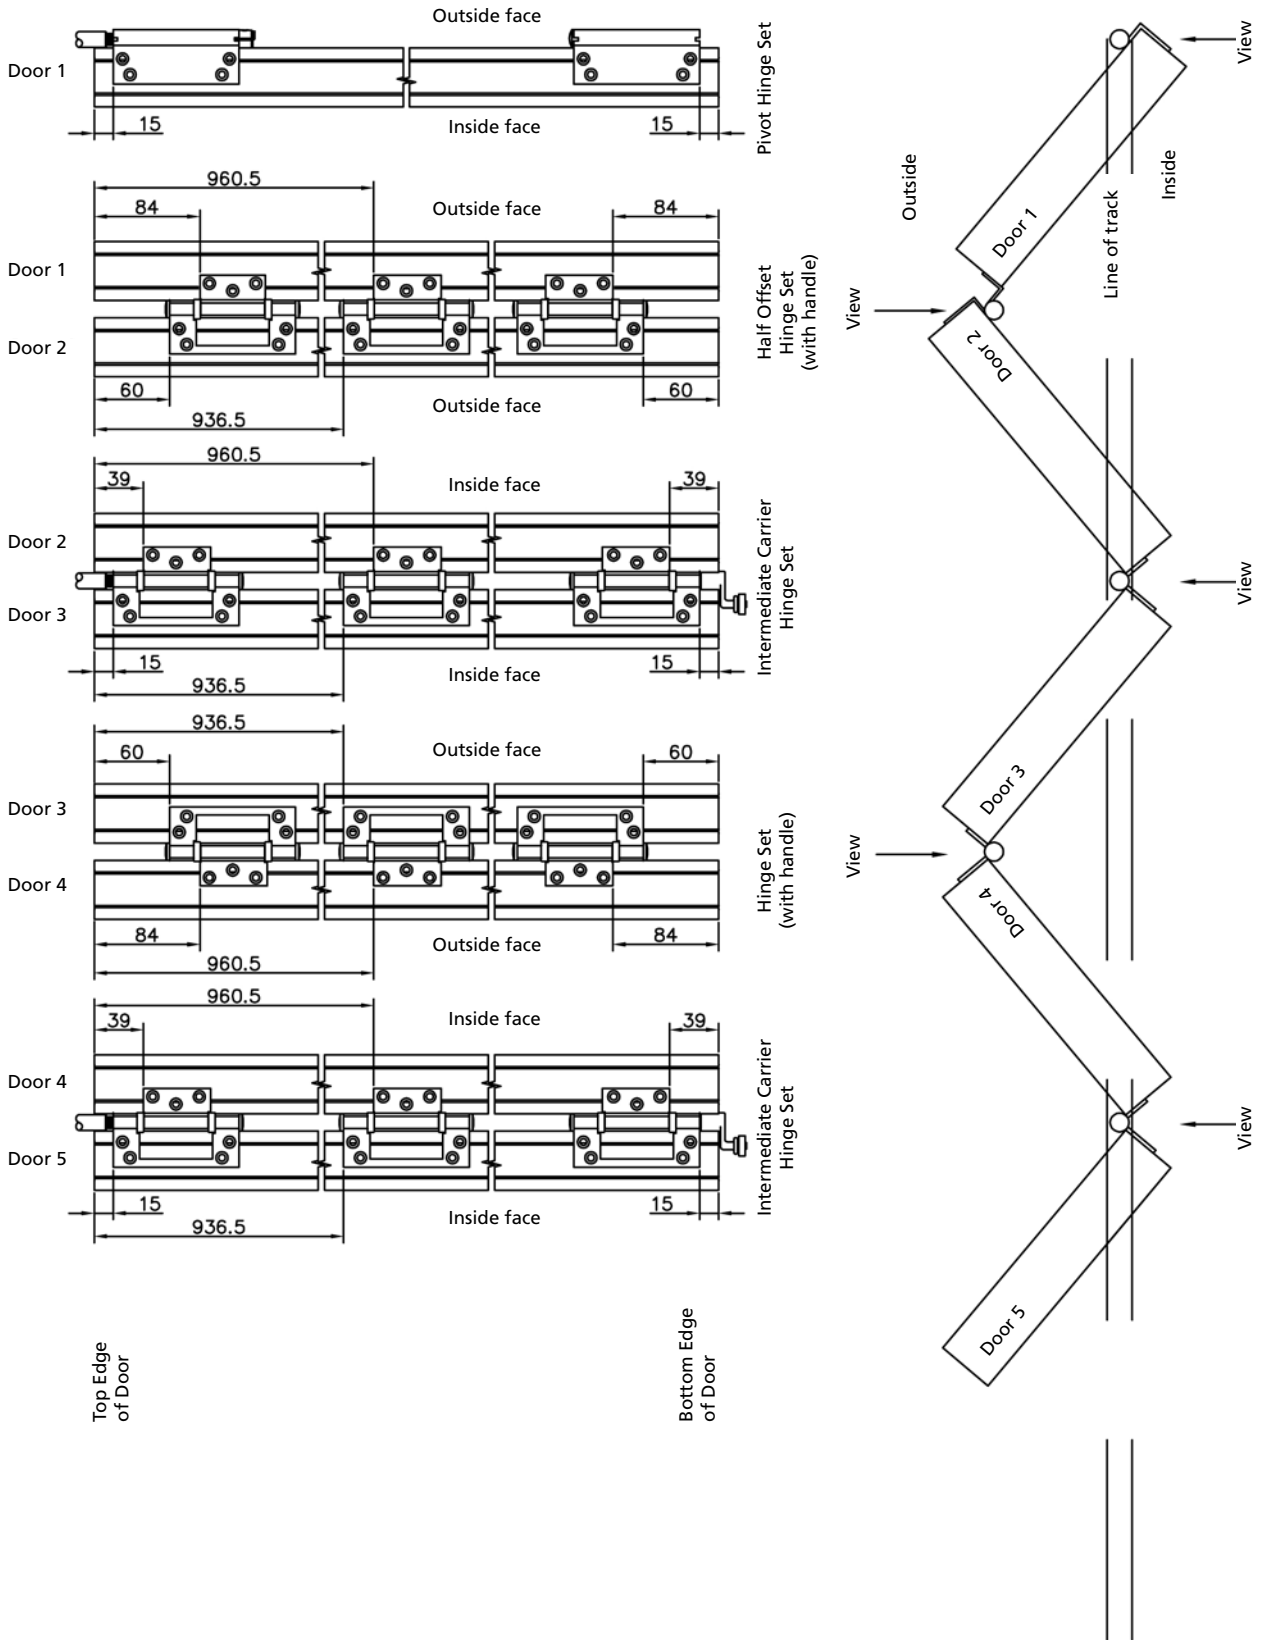 Outside face
Door 1
15
Inside face
15
Pivot Hinge Set
960.5
84
Outside face
84
Door 1
Door 2
60
Outside face
60
936.5
Half Offset
Hinge Set
(with handle)
960.5
39
Inside face
39
Door 2
Door 3
15
Inside face
15
936.5
Intermediate Carrier
Hinge Set
936.5
60
Outside face
60
Door 3
Door 4
84
Outside face
84
960.5
Hinge Set
(with handle)
960.5
39
Inside face
39
Door 4
Door 5
15
Inside face
15
936.5
Intermediate Carrier
Hinge Set
Top Edge
of Door
Bottom Edge
of Door
View
Outside
Inside
Line of track
Door 1
View
Door 2
View
Door 3
View
Door 4
View
Door 5